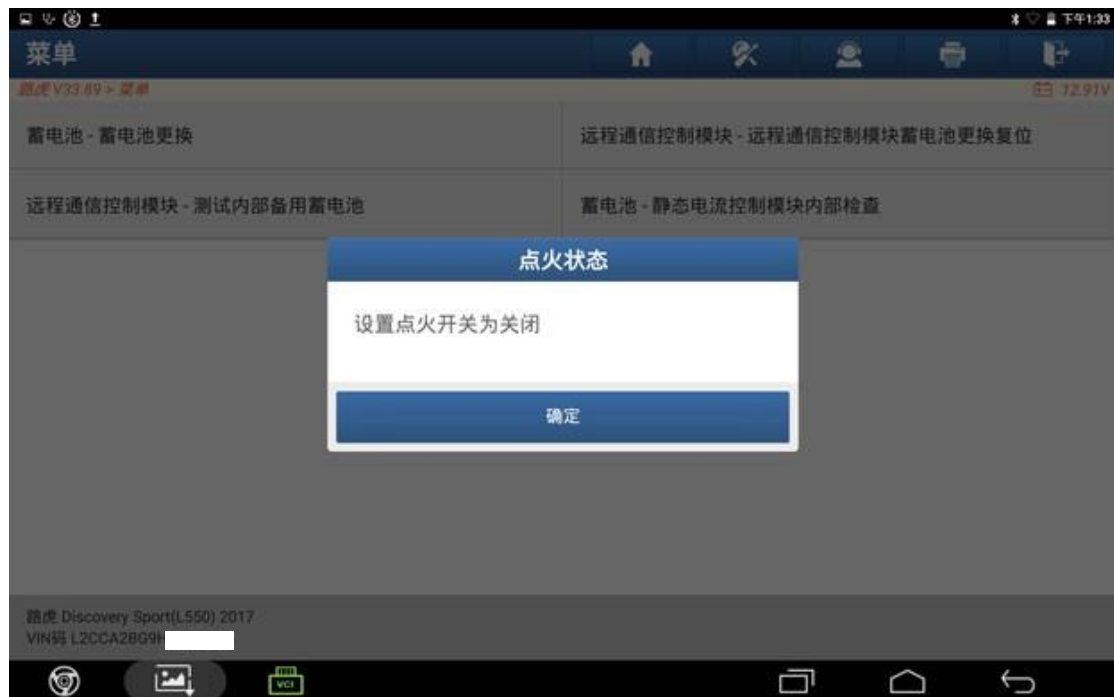 下午1:33
菜单
路虎 V33.89 > 菜单
12.91V
蓄电池 - 蓄电池更换
远程通信控制模块 - 远程通信控制模块蓄电池更换复位
远程通信控制模块 - 测试内部备用蓄电池
蓄电池 - 静态电流控制模块内部检查
点火状态
设置点火开关为关闭
确定
路虎 Discovery Sport(L550) 2017
VIN码 L2CCA2BG9H
VCI